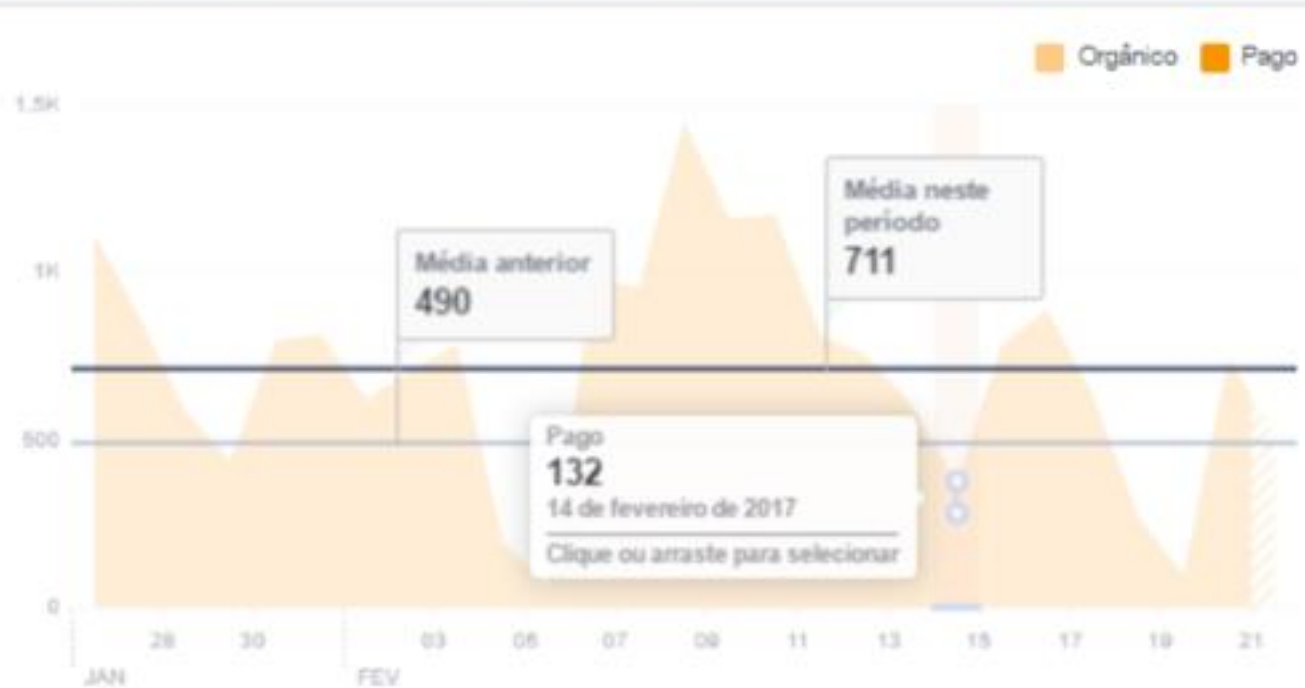 Orgânico Pago
1.5K
Média neste
período
711
Média anterior
490
1K
500
Pago
132
14 de fevereiro de 2017
Clique ou arraste para selecionar
0
28 30 03 05 07 09 11 13 15 17 19 21
JAN FEV